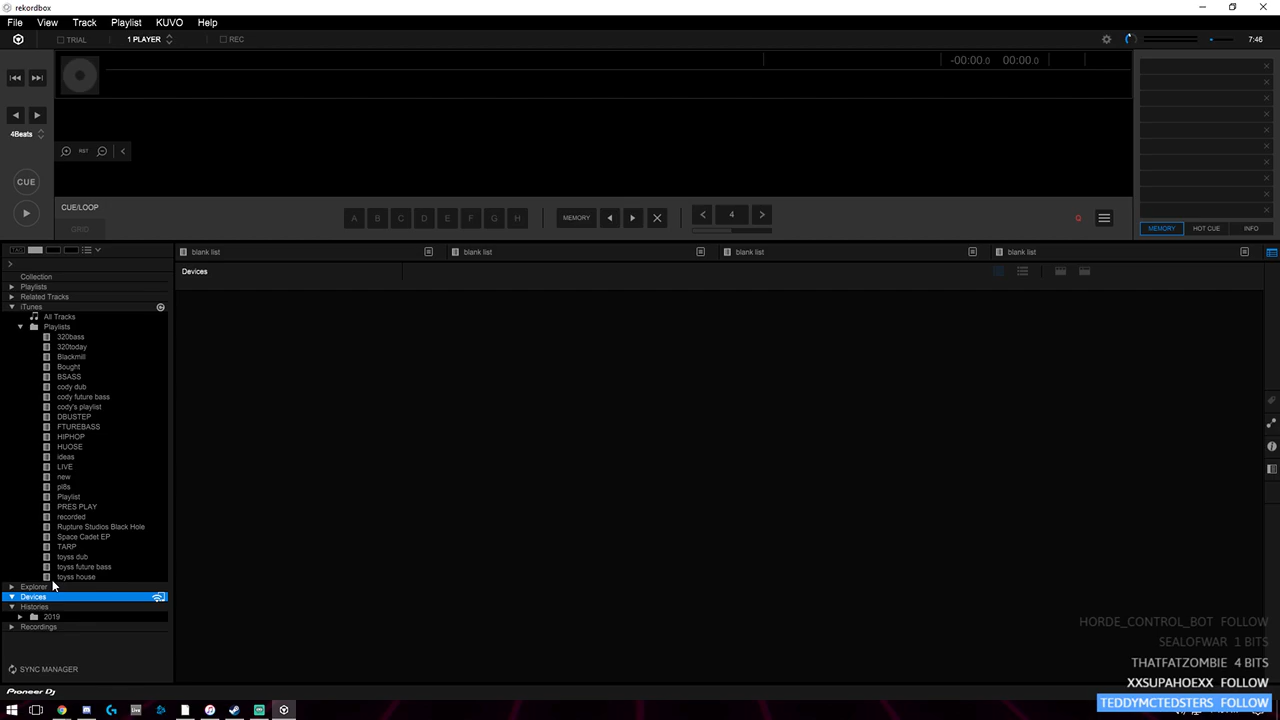 rekordbox
File View Track Playlist KUVO Help
TRIAL 1 PLAYER REC 7:46
-00:00.0 00:00.0
4Beats
RST
CUE
CUE/LOOP
GRID
A B C D E F G H MEMORY 4 Q
MEMORY HOT CUE INFO
blank list blank list blank list blank list
Devices
Collection
Playlists
Related Tracks
iTunes
All Tracks
Playlists
320bass
320today
Blackmill
Bought
BSASS
cody dub
cody future bass
cody's playlist
DBUSTEP
FTUREBASS
HIPHOP
HUOSE
ideas
LIVE
new
pl8s
Playlist
PRES PLAY
recorded
Rupture Studios Black Hole
Space Cadet EP
TARP
toyss dub
toyss future bass
toyss house
Explorer
Devices
Histories
2019
Recordings
SYNC MANAGER
Pioneer Dj
HORDE_CONTROL_BOT FOLLOW
SEALOFWAR 1 BITS
THATFATZOMBIE 4 BITS
XXSUPAHOEXX FOLLOW
TEDDYMCTEDSTERS FOLLOW